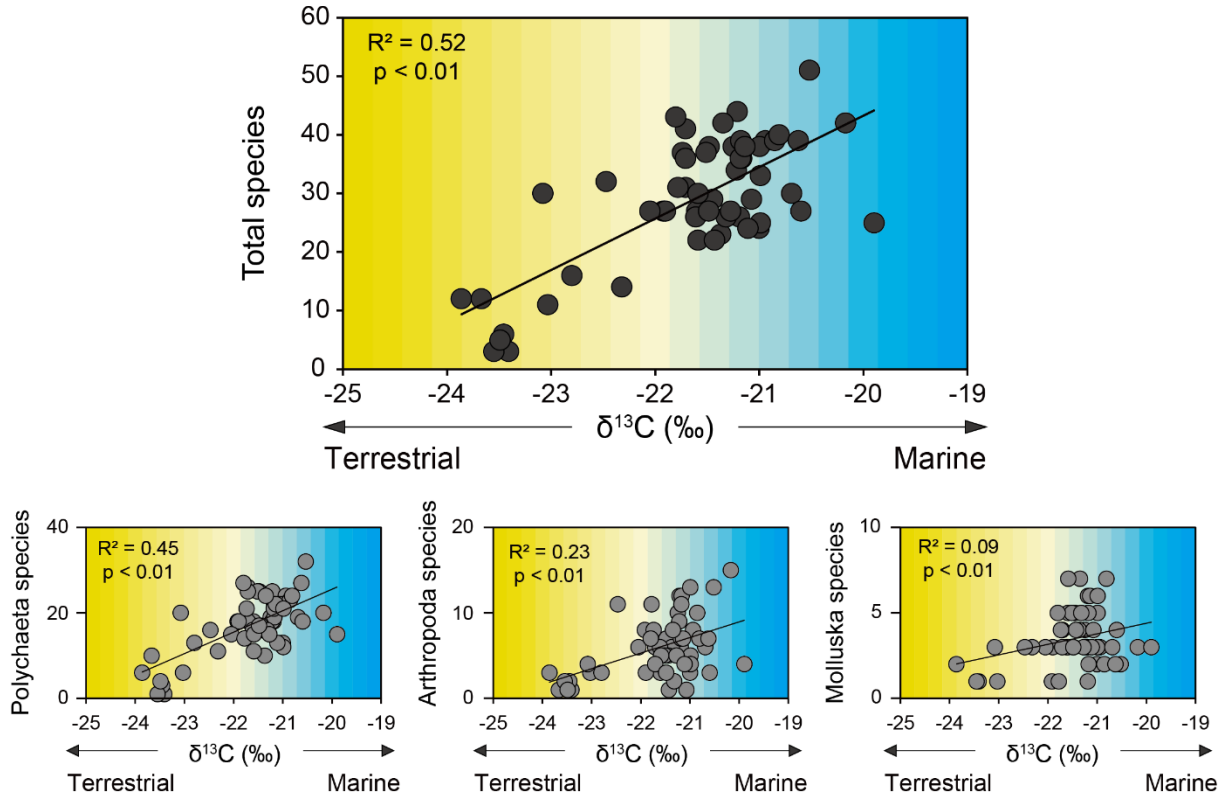 R² = 0.52
p < 0.01
Total species
60
50
40
30
20
10
0
-25 -24 -23 -22 -21 -20 -19
δ¹³C (‰)
Terrestrial Marine
R² = 0.45
p < 0.01
Polychaeta species
40
20
0
-25 -24 -23 -22 -21 -20 -19
δ¹³C (‰)
Terrestrial Marine
R² = 0.23
p < 0.01
Arthropoda species
20
10
0
-25 -24 -23 -22 -21 -20 -19
δ¹³C (‰)
Terrestrial Marine
R² = 0.09
p < 0.01
Molluska species
10
5
0
-25 -24 -23 -22 -21 -20 -19
δ¹³C (‰)
Terrestrial Marine